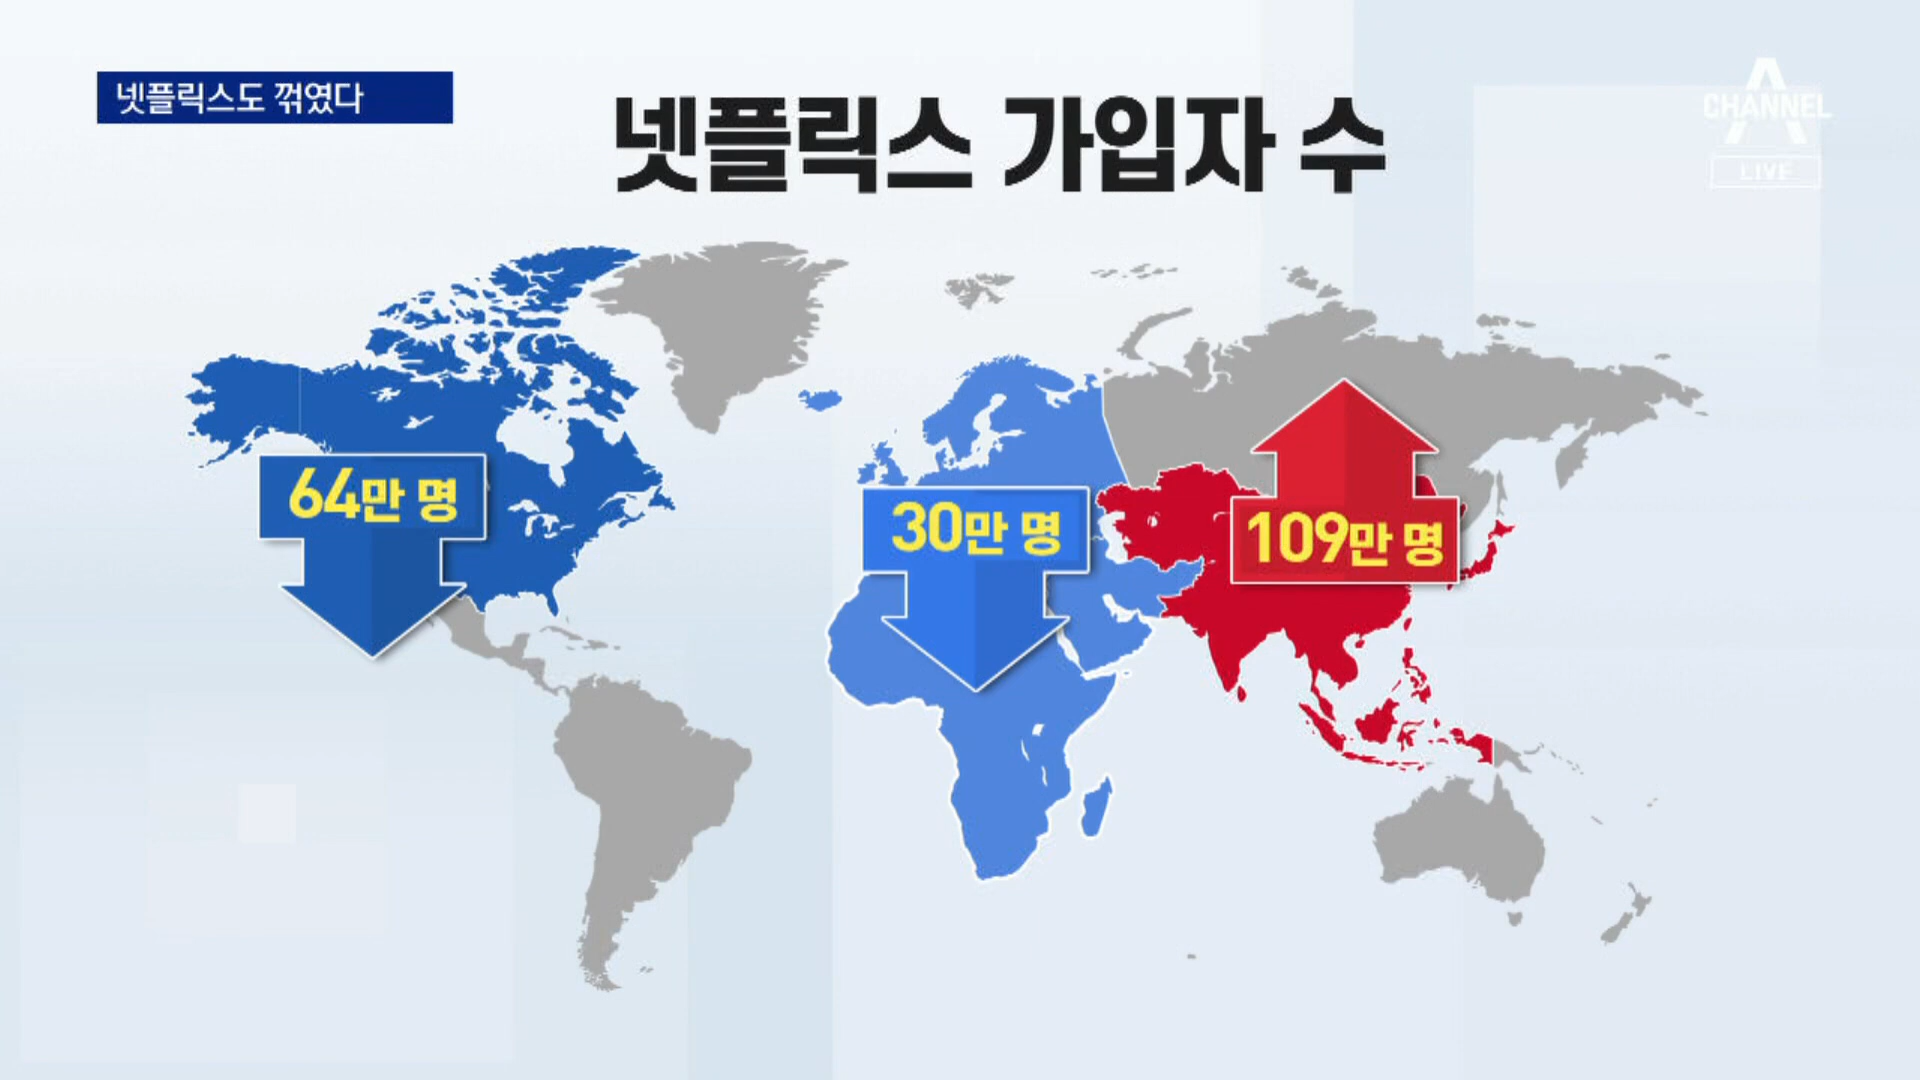 넷플릭스도 꺾였다
넷플릭스 가입자 수
CHANNEL A
LIVE
64만 명
30만 명
109만 명